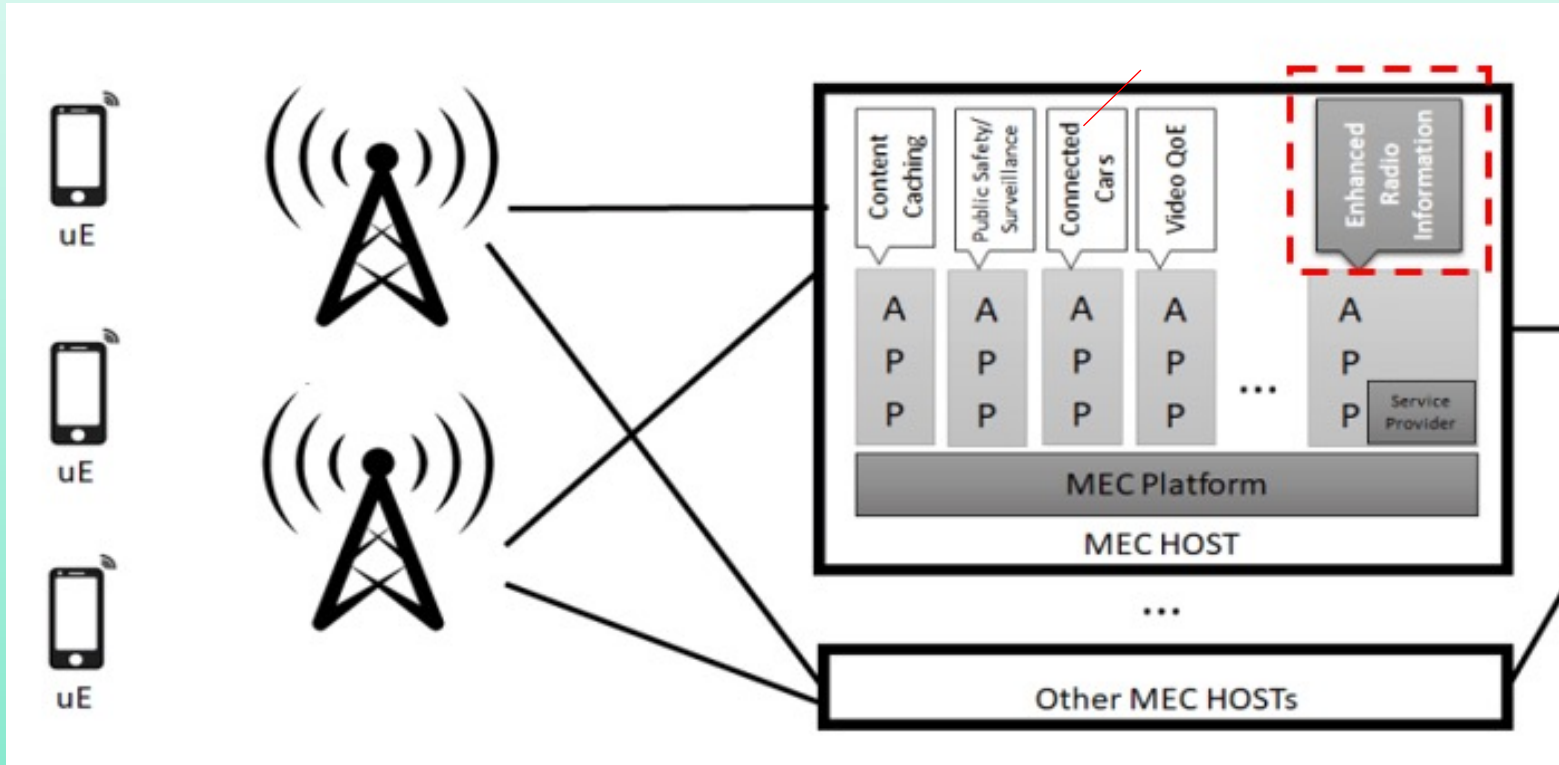 uE
uE
uE
Content
Caching
Public Safety/
Surveillance
Connected
Cars
Video QoE
Enhanced
Radio
Information
A
P
P
A
P
P
A
P
P
A
P
P
...
A
P
P
Service
Provider
MEC Platform
MEC HOST
...
Other MEC HOSTs